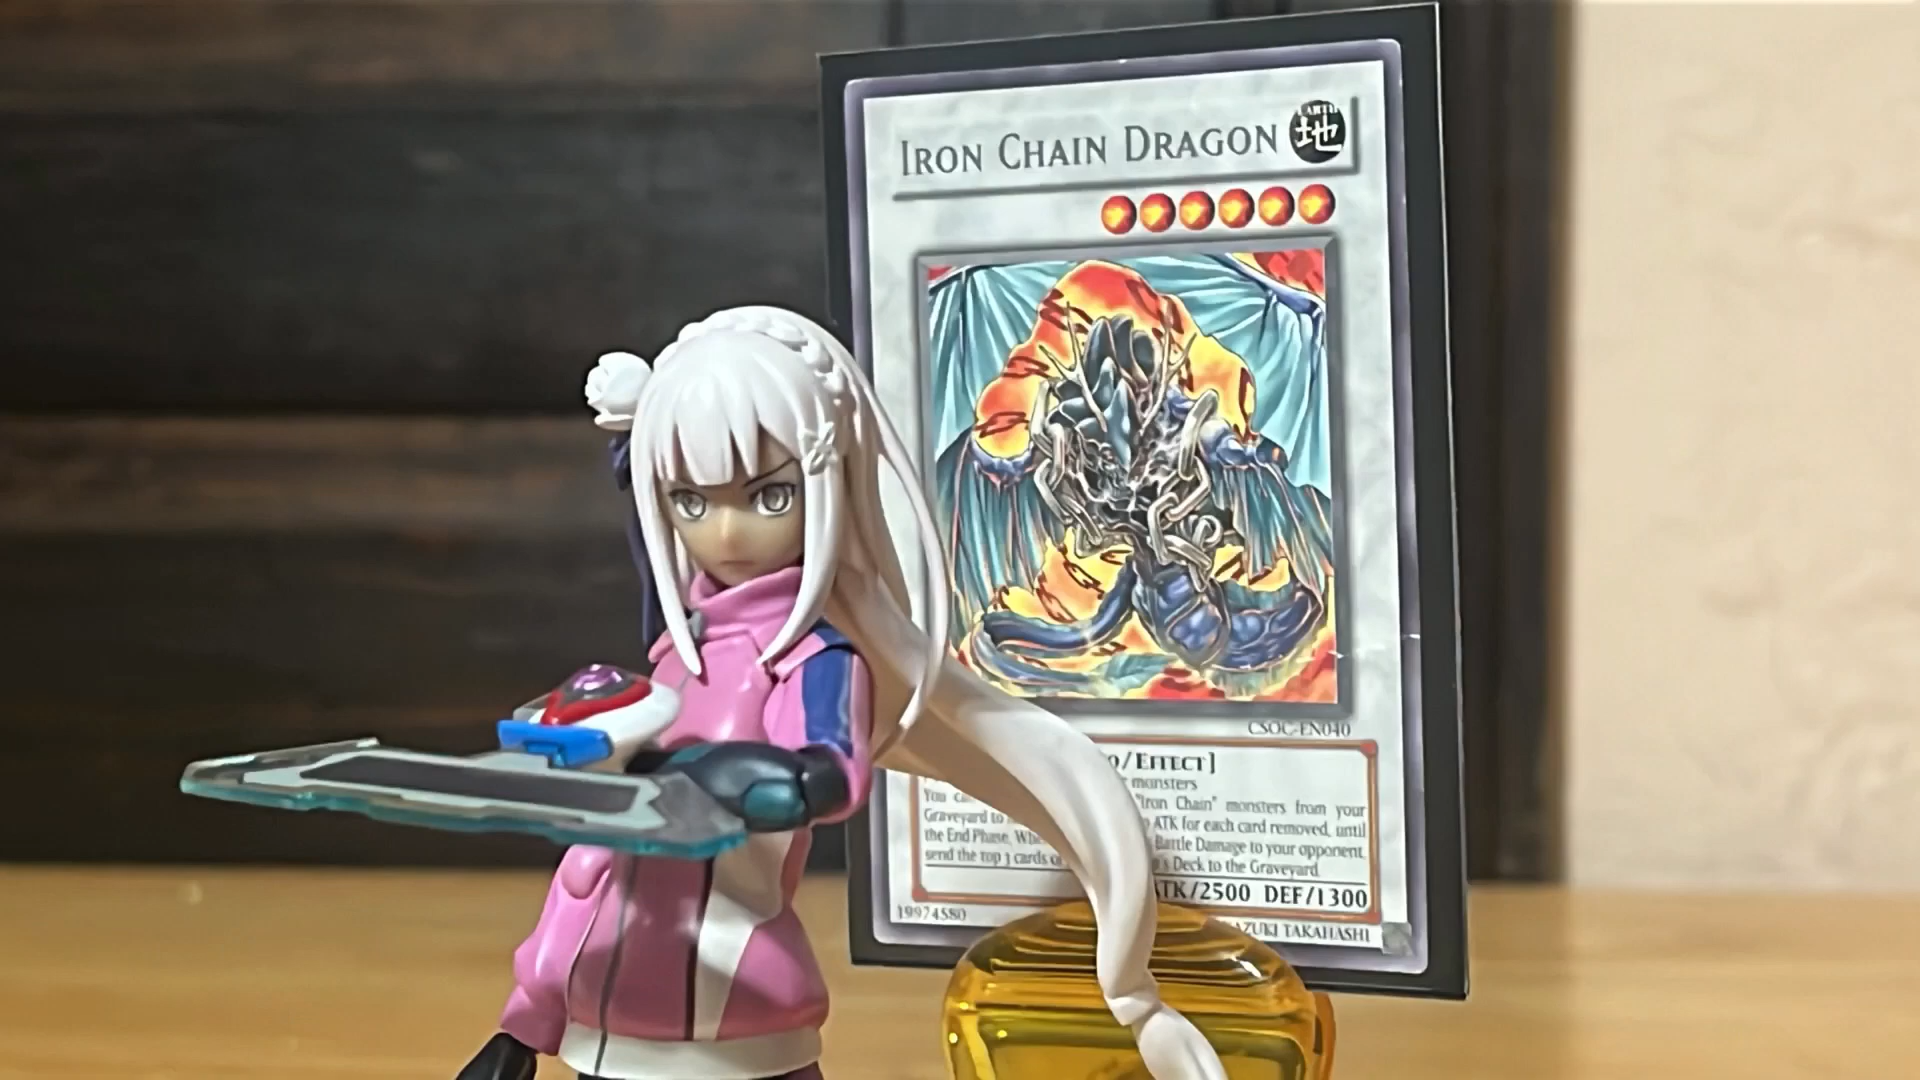 IRON CHAIN DRAGON
EARTH
地
CSOC-EN040
/EFFECT]
monsters
You "Iron Chain" monsters from your
Graveyard to ATK for each card removed, until
the End Phase. Battle Damage to your opponent,
send the top 3 cards Deck to the Graveyard.
ATK/2500 DEF/1300
19974580
AZUKI TAKAHASHI